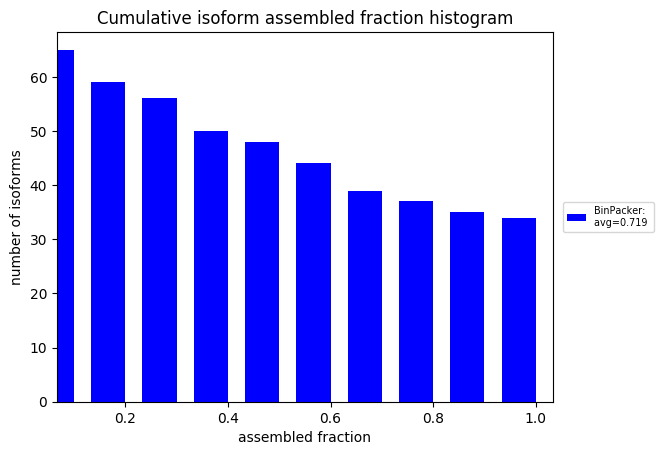 Cumulative isoform assembled fraction histogram
number of isoforms
60
50
40
30
20
10
0
0.2
0.4
0.6
0.8
1.0
assembled fraction
BinPacker:
avg=0.719